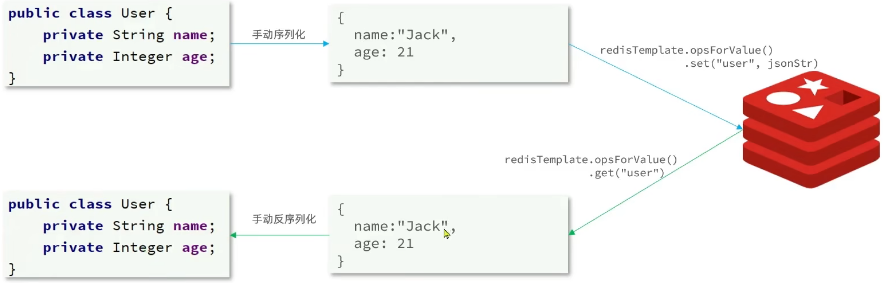 public class User {
    private String name;
    private Integer age;
}
手动序列化
{
  name:"Jack",
  age: 21
}
redisTemplate.opsForValue()
.set("user", jsonStr)
redisTemplate.opsForValue()
.get("user")
public class User {
    private String name;
    private Integer age;
}
手动反序列化
{
  name:"Jack",
  age: 21
}